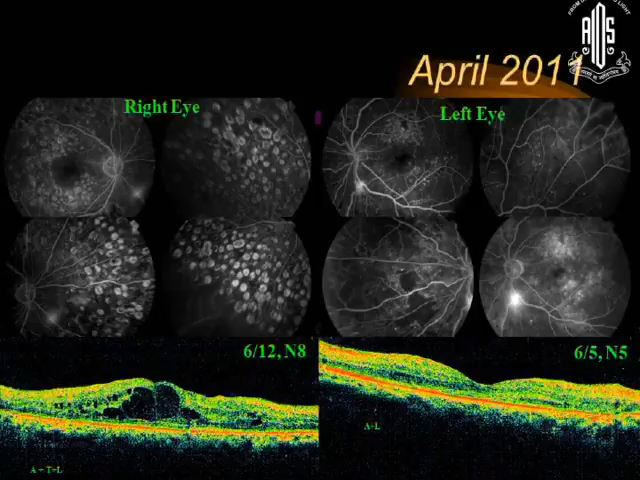 April 2011
Right Eye
Left Eye
6/12, N8
6/5, N5
A+L
A+T+L